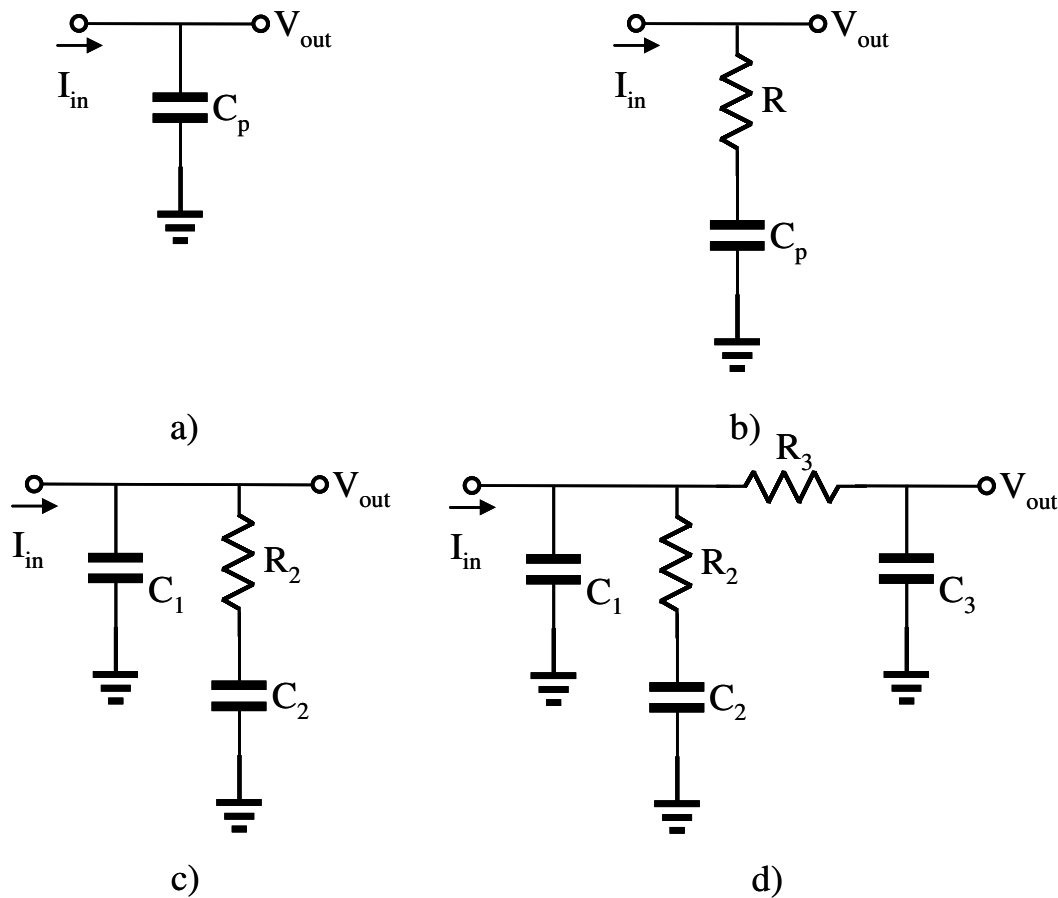 V_out
I_in
C_p
a)
V_out
I_in
R
C_p
b)
V_out
I_in
C_1
R_2
C_2
c)
R_3
V_out
I_in
C_1
R_2
C_3
C_2
d)